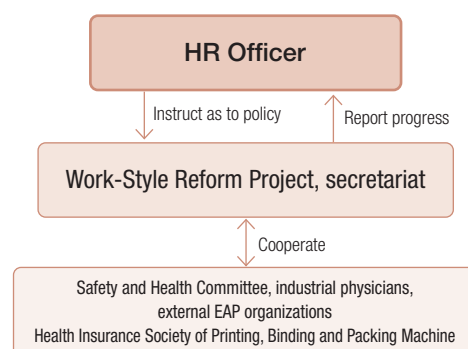 HR Officer
Instruct as to policy
Report progress
Work-Style Reform Project, secretariat
Cooperate
Safety and Health Committee, industrial physicians,
external EAP organizations
Health Insurance Society of Printing, Binding and Packing Machine